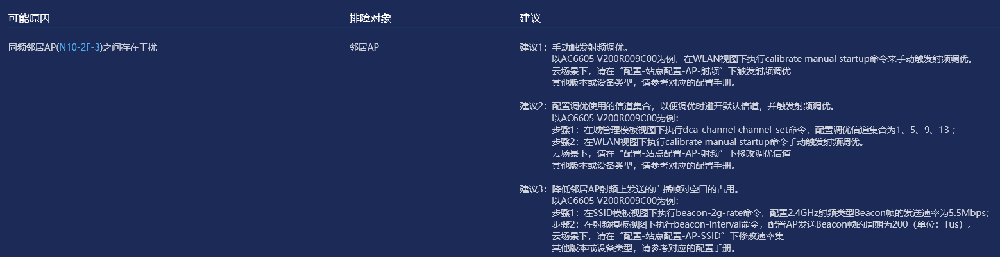 可能原因 排障对象 建议
同频邻居AP(N10-2F-3)之间存在干扰 邻居AP 建议1：手动触发射频调优。
以AC6605 V200R009C00为例，在WLAN视图下执行calibrate manual startup命令来手动触发射频调优。
云场景下，请在“配置-站点配置-AP-射频”下触发射频调优
其他版本或设备类型，请参考对应的配置手册。
建议2：配置调优使用的信道集合，以便调优时避开默认信道，并触发射频调优。
以AC6605 V200R009C00为例：
步骤1：在域管理模板视图下执行dca-channel channel-set命令，配置调优信道集合为1、5、9、13；
步骤2：在WLAN视图下执行calibrate manual startup命令手动触发射频调优。
云场景下，请在“配置-站点配置-AP-射频”下修改调优信道
其他版本或设备类型，请参考对应的配置手册。
建议3：降低邻居AP射频上发送的广播帧对空口的占用。
以AC6605 V200R009C00为例：
步骤1：在SSID模板视图下执行beacon-2g-rate命令，配置2.4GHz射频类型Beacon帧的发送速率为5.5Mbps；
步骤2：在射频模板视图下执行beacon-interval命令，配置AP发送Beacon帧的周期为200（单位：Tus）。
云场景下，请在“配置-站点配置-AP-SSID”下修改速率集
其他版本或设备类型，请参考对应的配置手册。